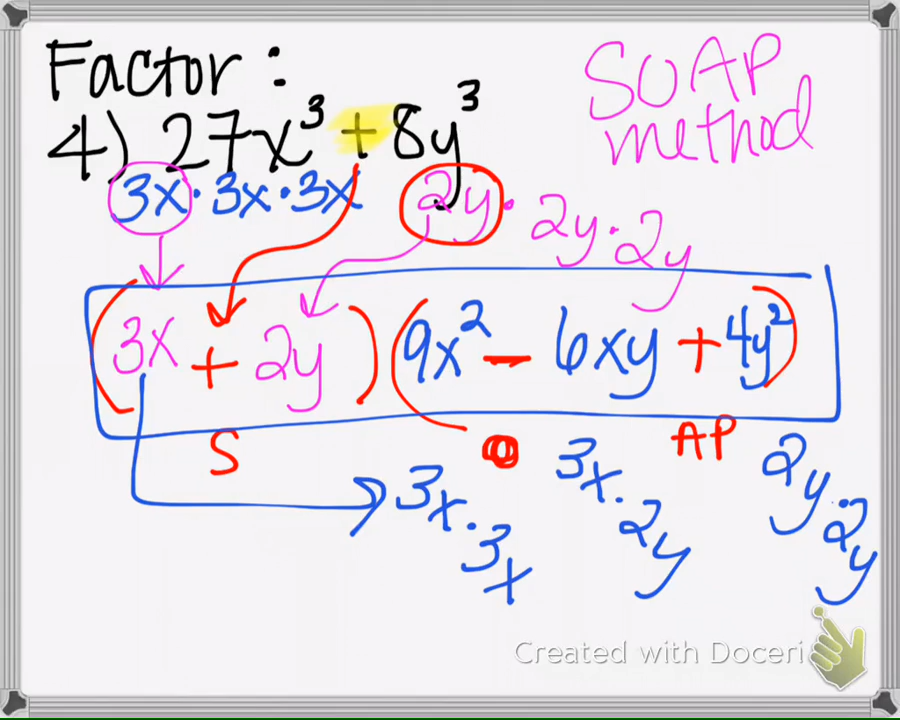 Factor:
SOAP
method
4) 27x³ + 8y³
3x · 3x · 3x 2y · 2y · 2y
(3x + 2y)(9x² - 6xy + 4y²)
S O AP
3x · 3x 3x · 2y 2y · 2y
Created with Doceri